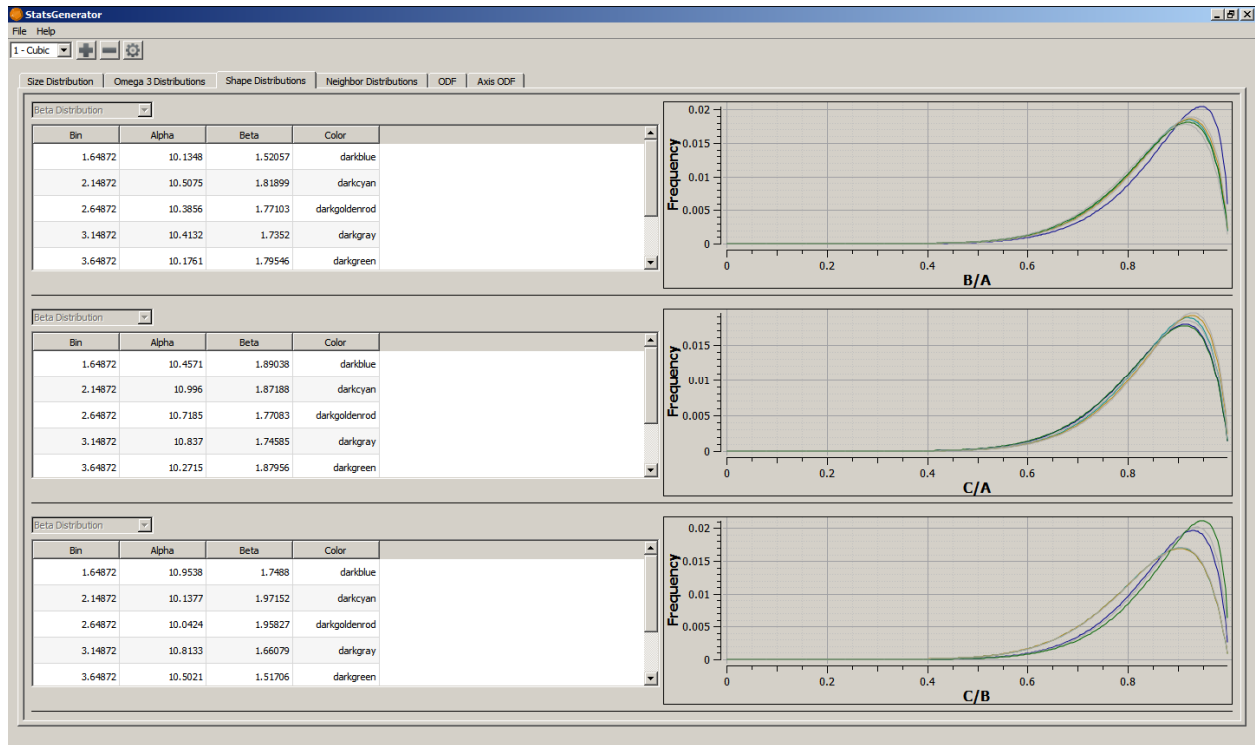 StatsGenerator
File Help
1 - Cubic
Size Distribution Omega 3 Distributions Shape Distributions Neighbor Distributions ODF Axis ODF
Beta Distribution
Bin Alpha Beta Color
1.64872 10.1348 1.52057 darkblue
2.14872 10.5075 1.81899 darkcyan
2.64872 10.3856 1.77103 darkgoldenrod
3.14872 10.4132 1.7352 darkgray
3.64872 10.1761 1.79546 darkgreen
Frequency
0.02
0.015
0.01
0.005
0
0 0.2 0.4 0.6 0.8
B/A
Beta Distribution
Bin Alpha Beta Color
1.64872 10.4571 1.89038 darkblue
2.14872 10.996 1.87188 darkcyan
2.64872 10.7185 1.77083 darkgoldenrod
3.14872 10.837 1.74585 darkgray
3.64872 10.2715 1.87956 darkgreen
Frequency
0.015
0.01
0.005
0
0 0.2 0.4 0.6 0.8
C/A
Beta Distribution
Bin Alpha Beta Color
1.64872 10.9538 1.7488 darkblue
2.14872 10.1377 1.97152 darkcyan
2.64872 10.0424 1.95827 darkgoldenrod
3.14872 10.8133 1.66079 darkgray
3.64872 10.5021 1.51706 darkgreen
Frequency
0.02
0.015
0.01
0.005
0
0 0.2 0.4 0.6 0.8
C/B